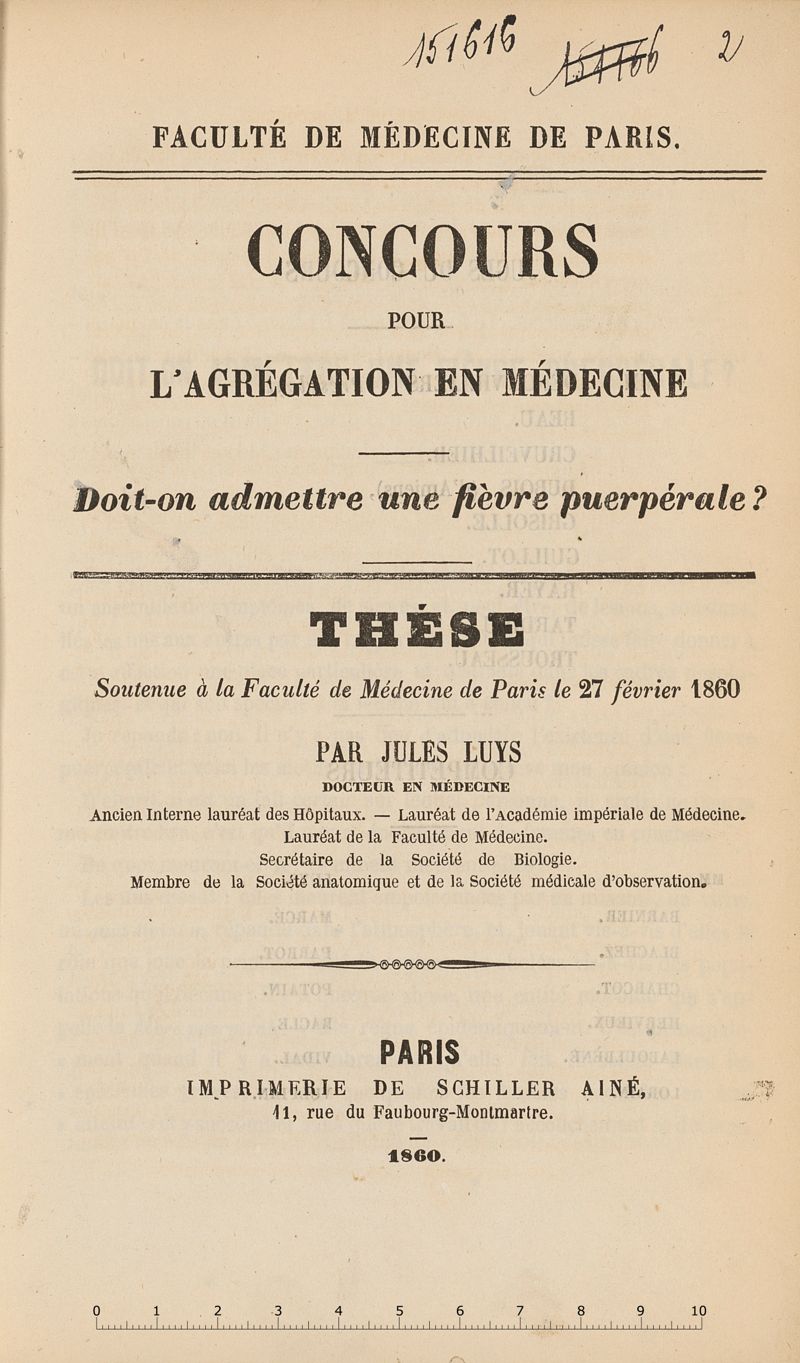 151616 2
FACULTÉ DE MÉDECINE DE PARIS.
CONCOURS
POUR
L'AGRÉGATION EN MÉDECINE
Doit-on admettre une fièvre puerpérale?
THÈSE
Soutenue à la Faculté de Médecine de Paris le 27 février 1860
PAR JULES LUYS
DOCTEUR EN MÉDECINE
Ancien Interne lauréat des Hôpitaux. — Lauréat de l'Académie impériale de Médecine.
Lauréat de la Faculté de Médecine.
Secrétaire de la Société de Biologie.
Membre de la Société anatomique et de la Société médicale d'observation.
PARIS
IMPRIMERIE DE SCHILLER AINÉ,
11, rue du Faubourg-Montmartre.
1860.
0 1 2 3 4 5 6 7 8 9 10